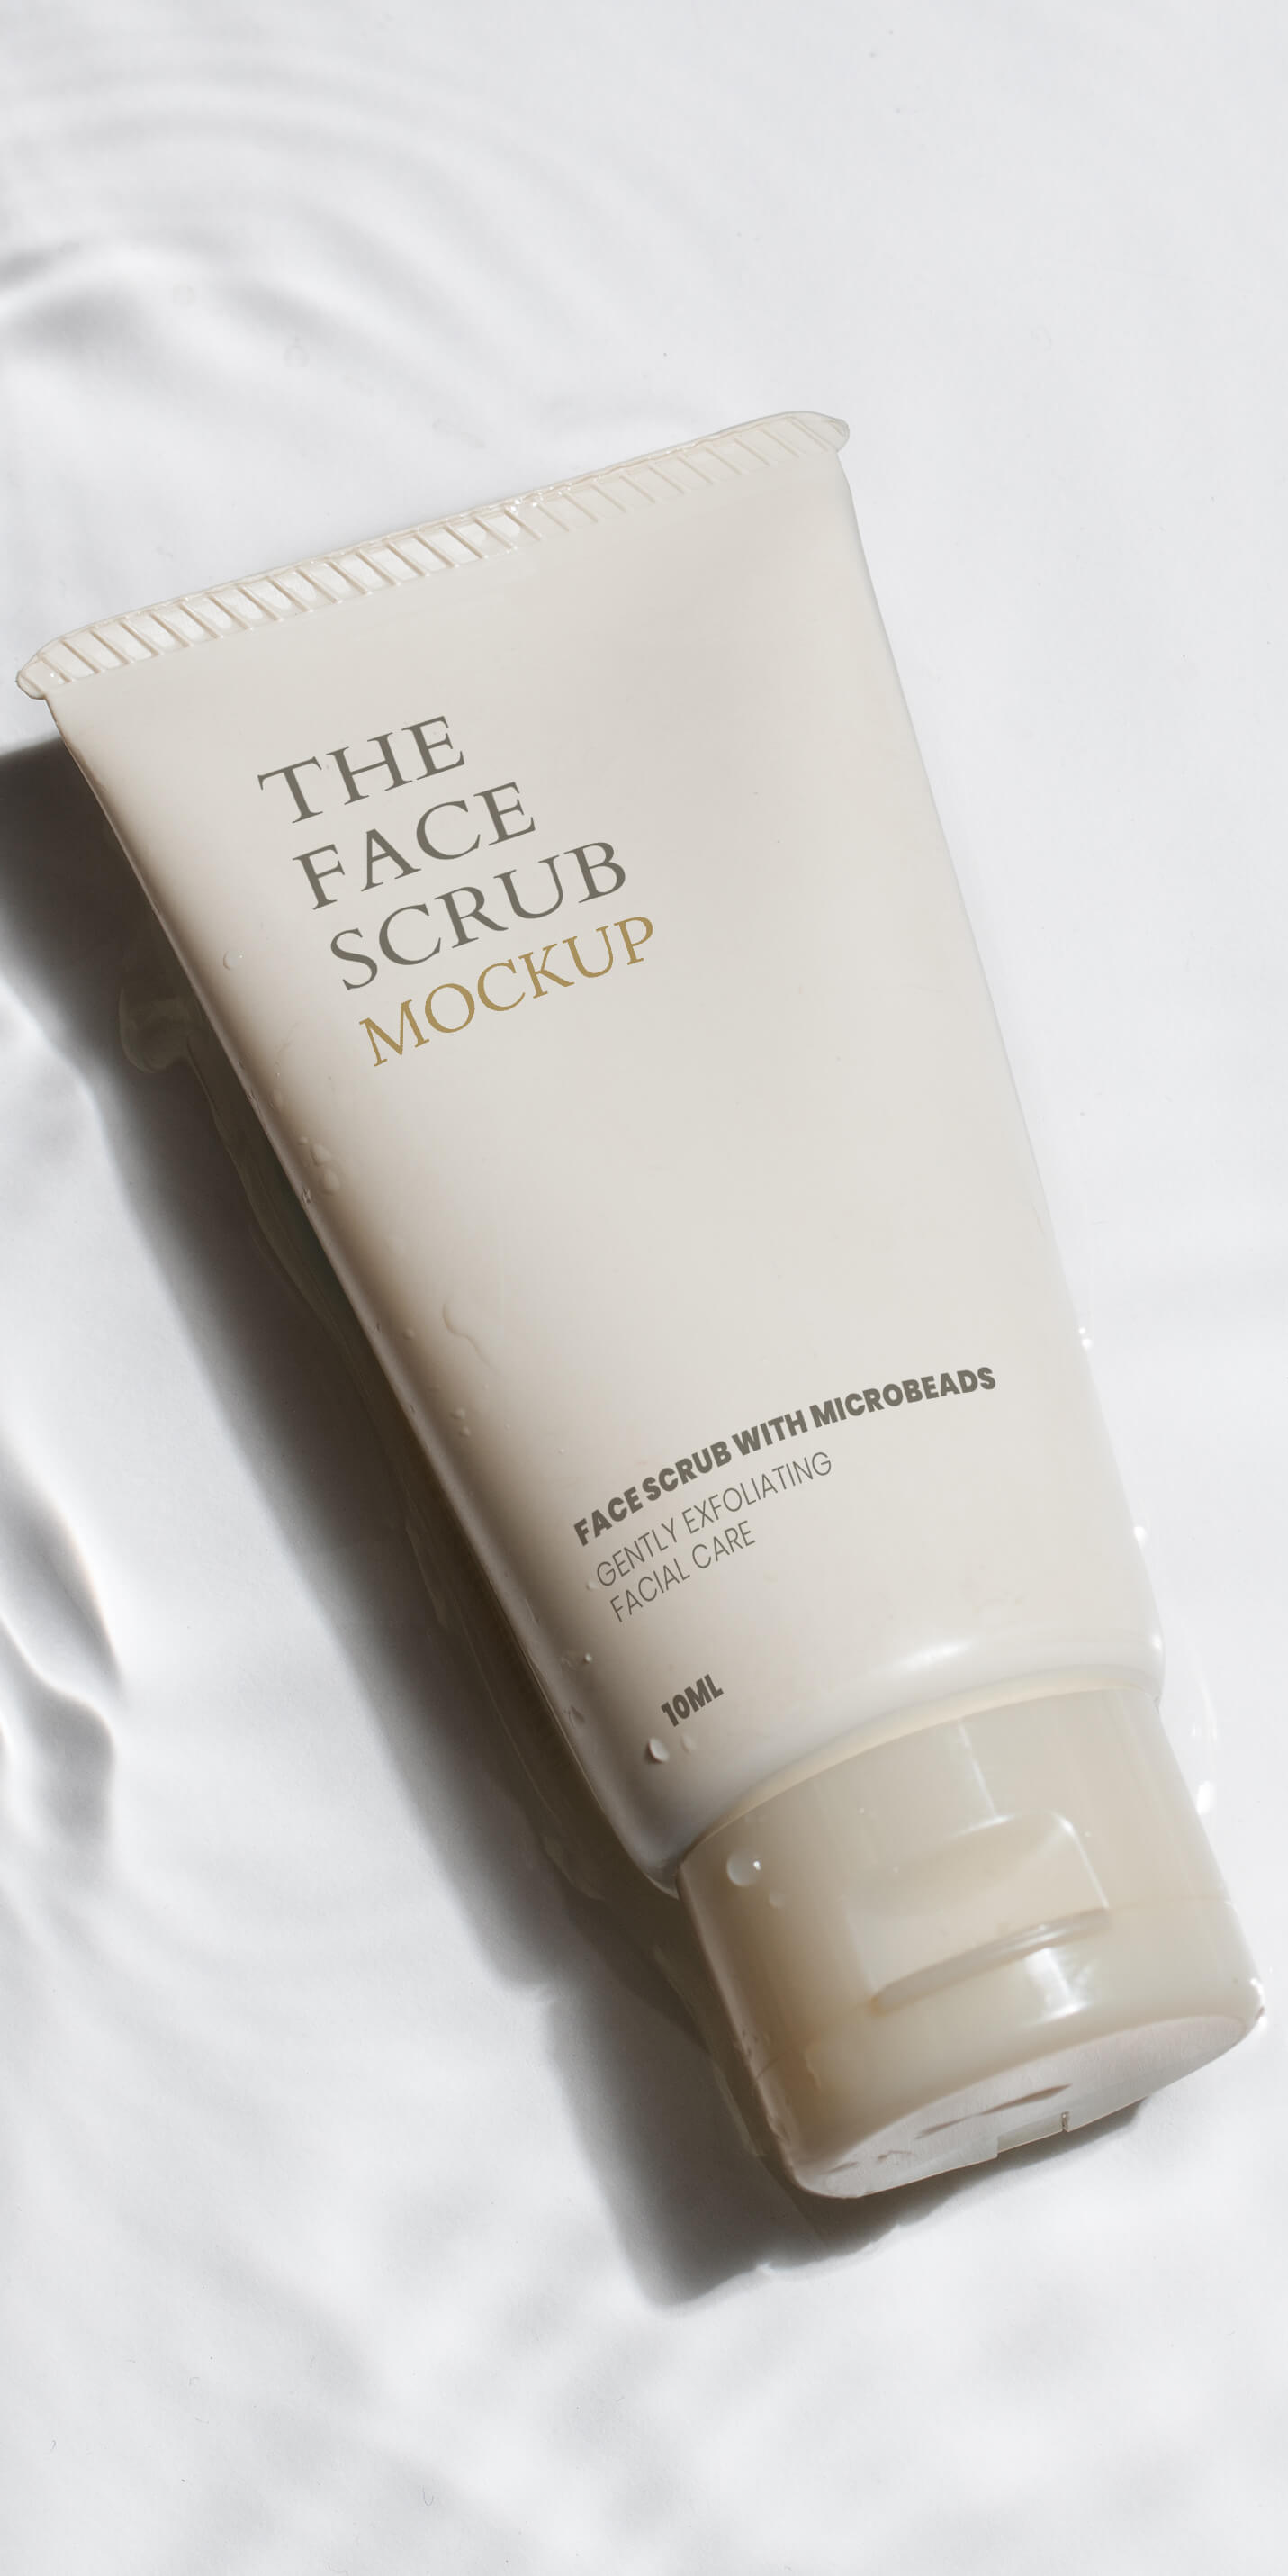 THE
FACE
SCRUB
MOCKUP
FACE SCRUB WITH MICROBEADS
GENTLY EXFOLIATING
FACIAL CARE
10ML